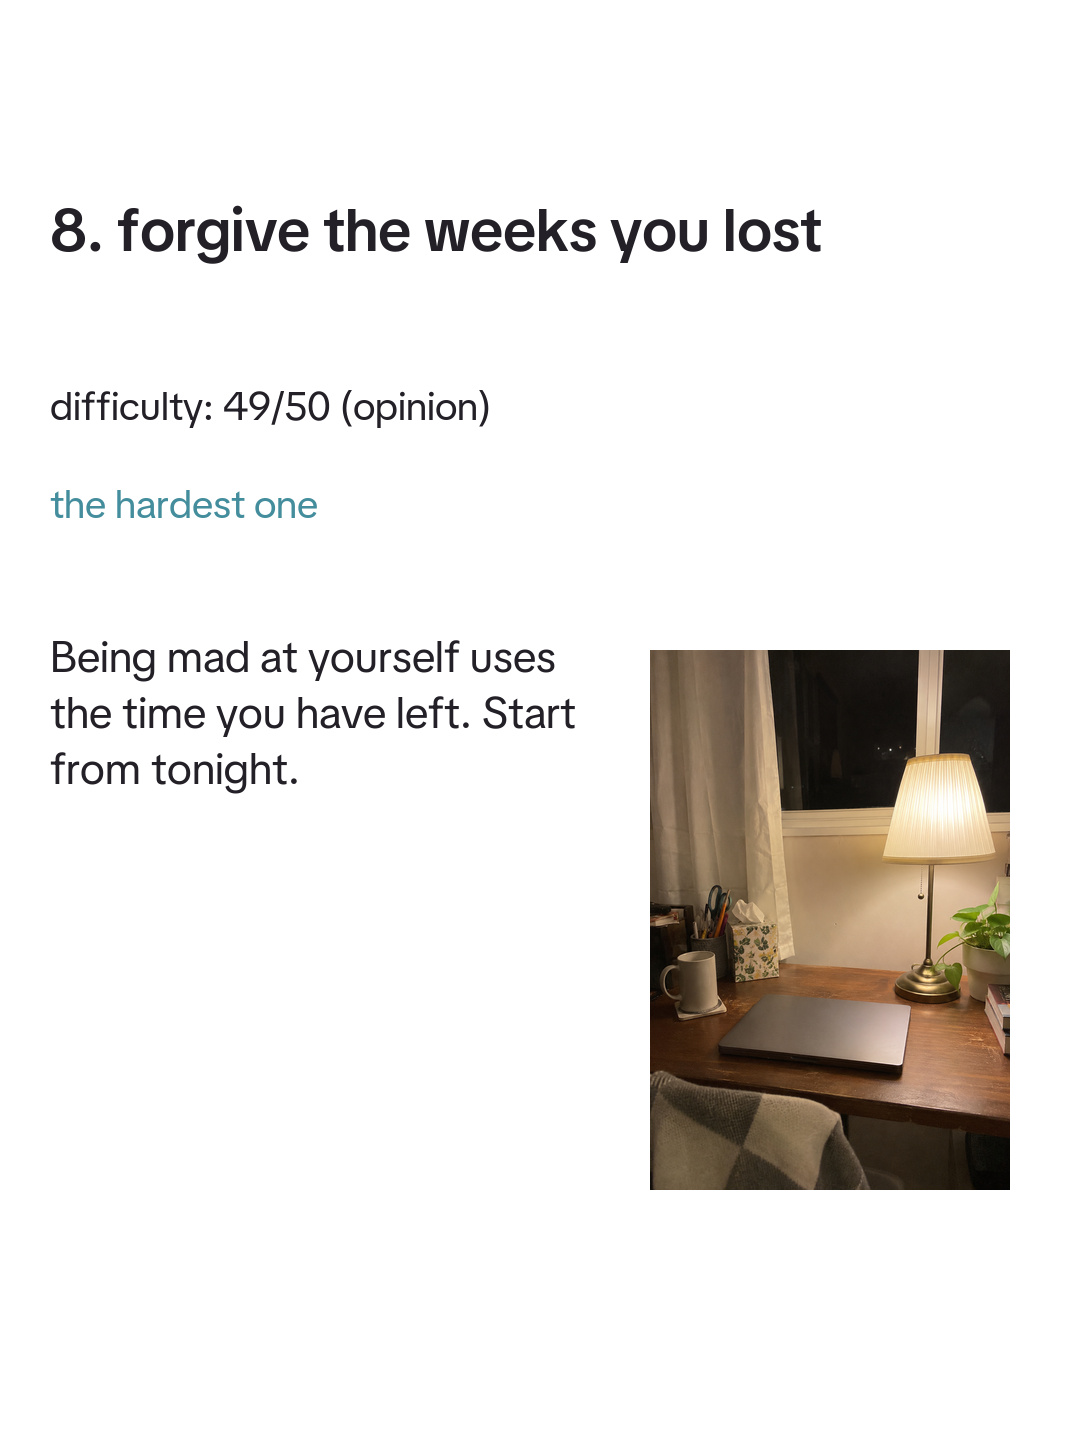 8. forgive the weeks you lost
difficulty: 49/50 (opinion)
the hardest one
Being mad at yourself uses
the time you have left. Start
from tonight.